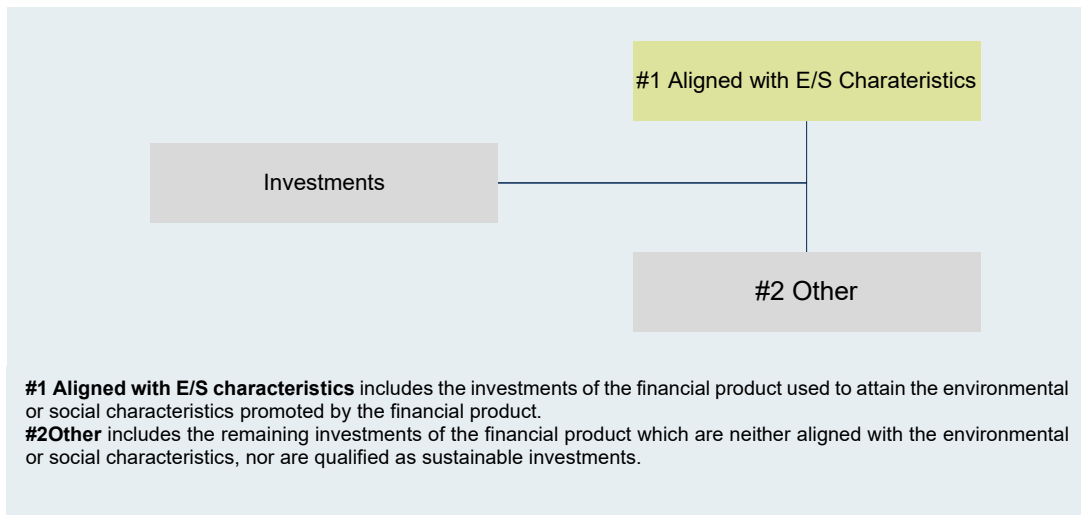 #1 Aligned with E/S Charateristics
Investments
#2 Other
#1 Aligned with E/S characteristics includes the investments of the financial product used to attain the environmental
or social characteristics promoted by the financial product.
#2Other includes the remaining investments of the financial product which are neither aligned with the environmental
or social characteristics, nor are qualified as sustainable investments.